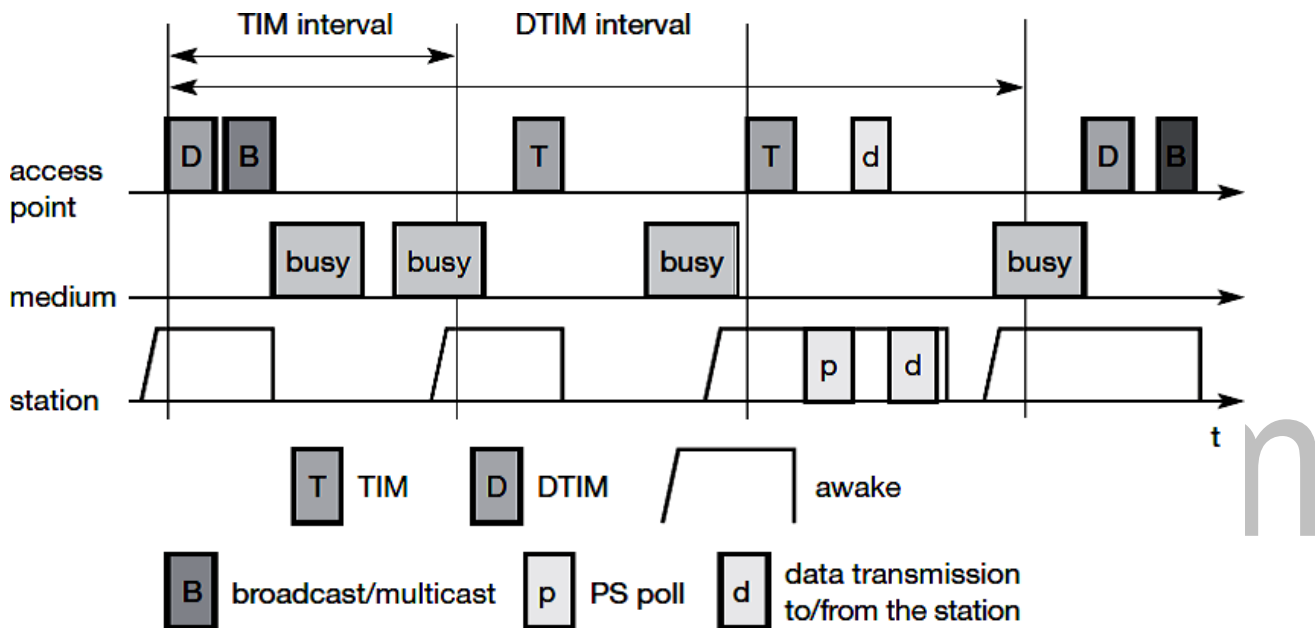 TIM interval DTIM interval
D B T T d D B
access
point
busy busy busy busy
medium
p d
station
t
n
T TIM D DTIM awake
B broadcast/multicast p PS poll d data transmission
to/from the station